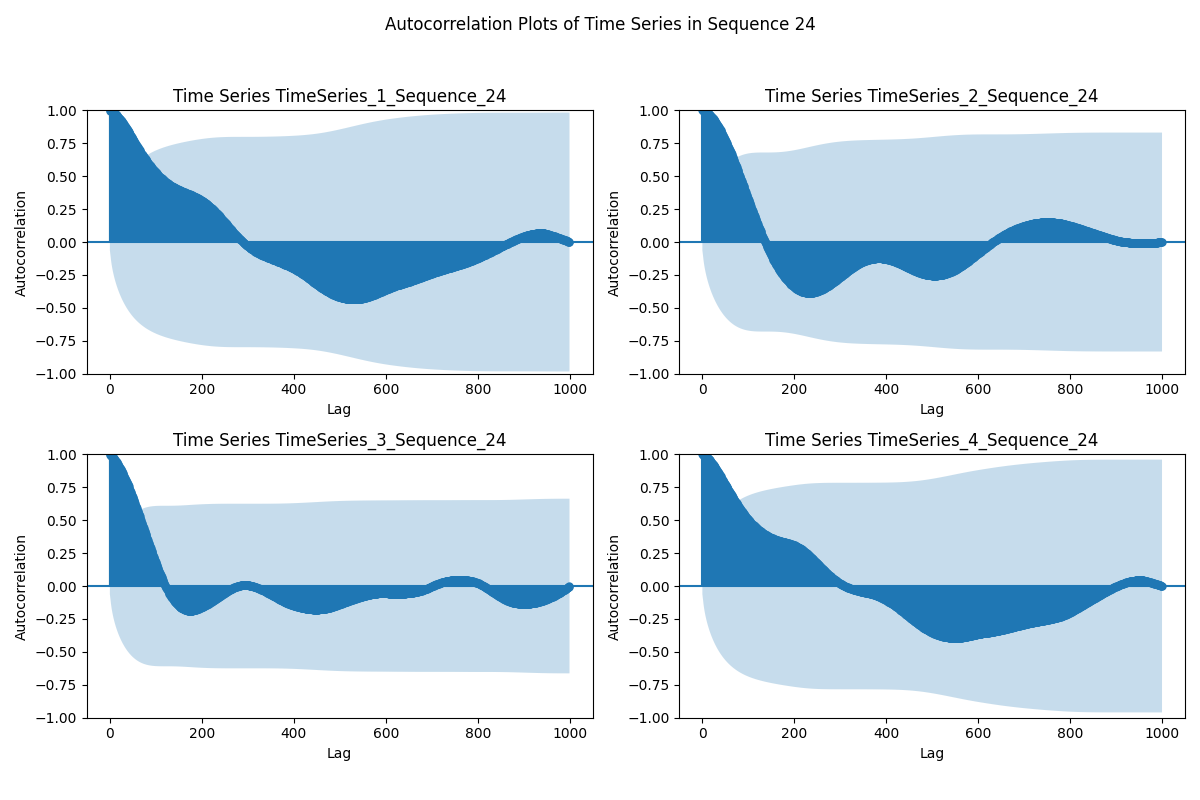 Autocorrelation Plots of Time Series in Sequence 24
Time Series TimeSeries_1_Sequence_24
1.00
0.75
0.50
0.25
0.00
−0.25
−0.50
−0.75
−1.00
Autocorrelation
0 200 400 600 800 1000
Lag
Time Series TimeSeries_2_Sequence_24
1.00
0.75
0.50
0.25
0.00
−0.25
−0.50
−0.75
−1.00
Autocorrelation
0 200 400 600 800 1000
Lag
Time Series TimeSeries_3_Sequence_24
1.00
0.75
0.50
0.25
0.00
−0.25
−0.50
−0.75
−1.00
Autocorrelation
0 200 400 600 800 1000
Lag
Time Series TimeSeries_4_Sequence_24
1.00
0.75
0.50
0.25
0.00
−0.25
−0.50
−0.75
−1.00
Autocorrelation
0 200 400 600 800 1000
Lag